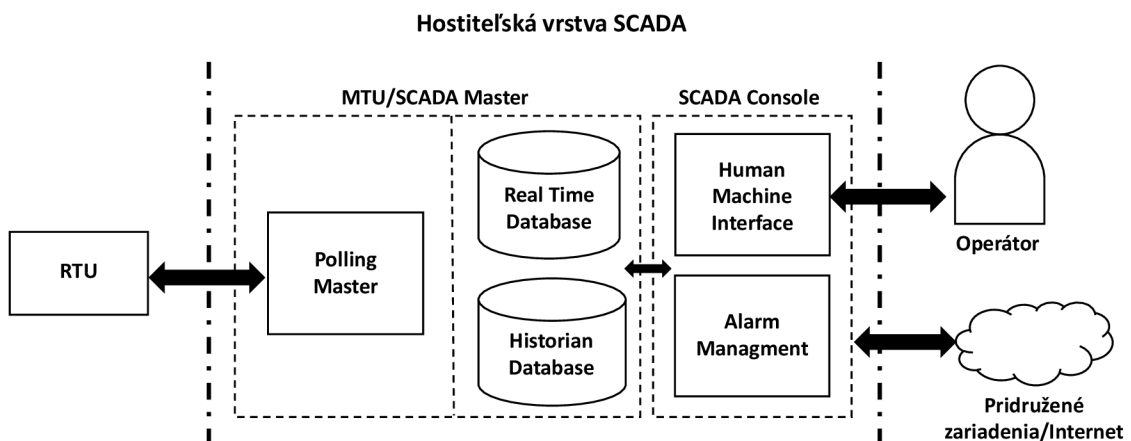 Hostiteľská vrstva SCADA
MTU/SCADA Master
SCADA Console
RTU
Polling
Master
Real Time
Database
Historian
Database
Human
Machine
Interface
Alarm
Managment
Operátor
Pridružené
zariadenia/Internet